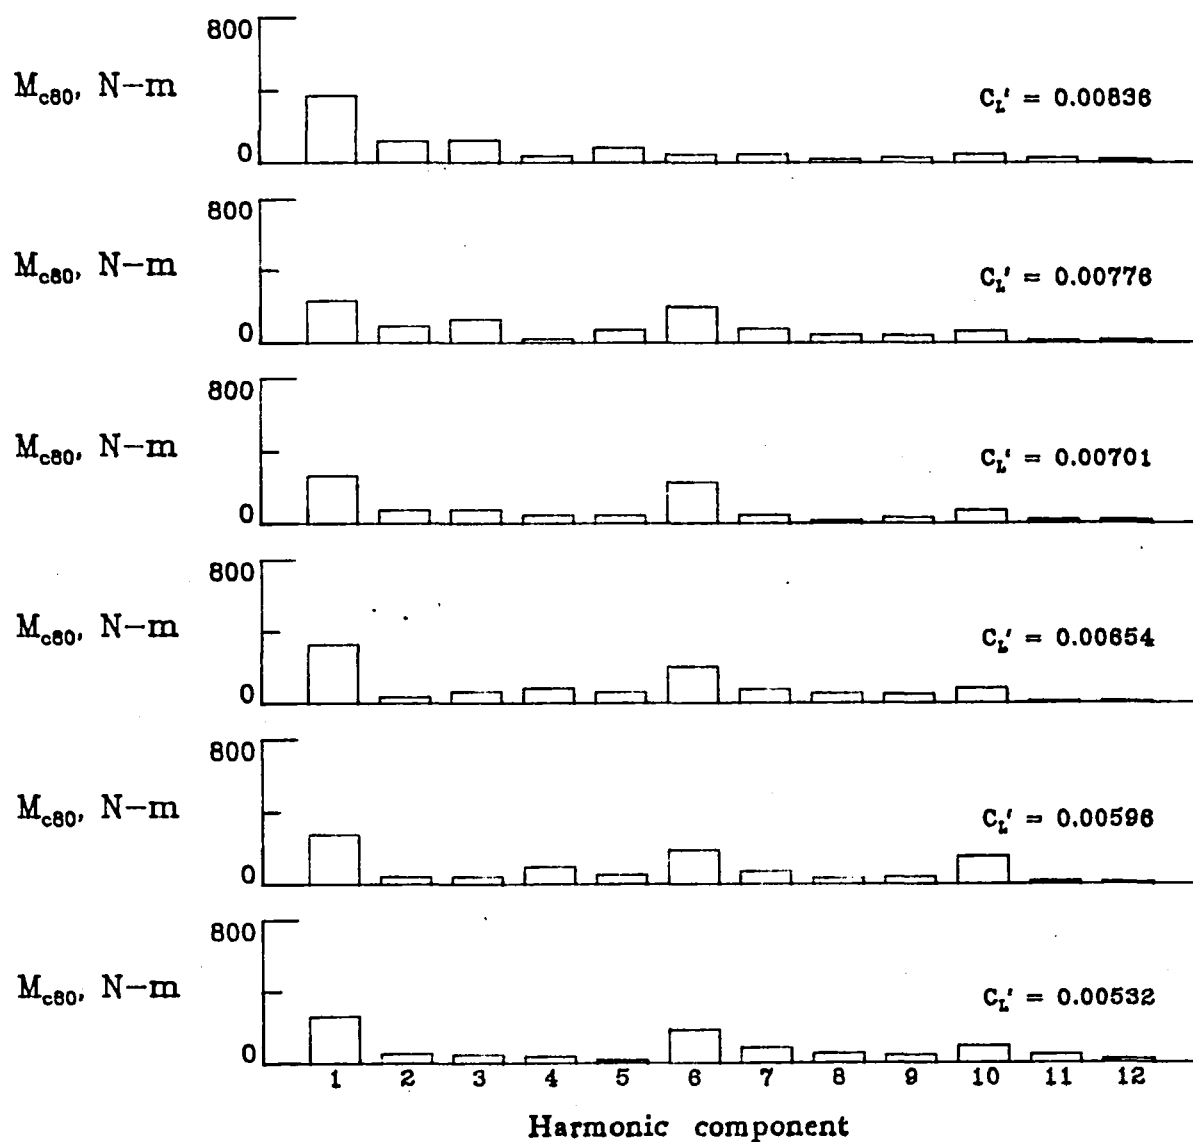 800
M_c80, N-m
C_L' = 0.00836
0
800
M_c80, N-m
C_L' = 0.00776
0
800
M_c80, N-m
C_L' = 0.00701
0
800
M_c80, N-m
C_L' = 0.00654
0
800
M_c80, N-m
C_L' = 0.00596
0
800
M_c80, N-m
C_L' = 0.00532
0
1 2 3 4 5 6 7 8 9 10 11 12
Harmonic component